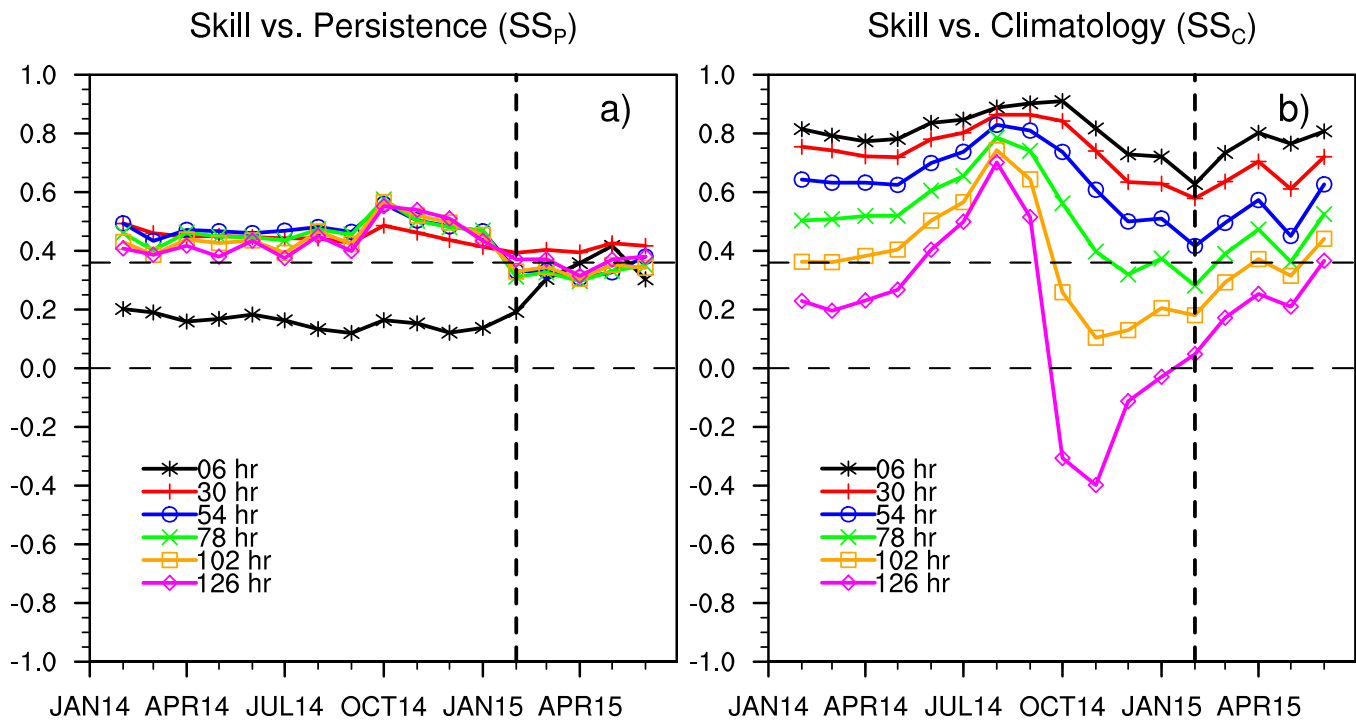 Skill vs. Persistence (SSP)
1.0
0.8
0.6
0.4
0.2
0.0
-0.2
-0.4
-0.6
-0.8
-1.0
a)
06 hr
30 hr
54 hr
78 hr
102 hr
126 hr
JAN14 APR14 JUL14 OCT14 JAN15 APR15
Skill vs. Climatology (SSC)
1.0
0.8
0.6
0.4
0.2
0.0
-0.2
-0.4
-0.6
-0.8
-1.0
b)
06 hr
30 hr
54 hr
78 hr
102 hr
126 hr
JAN14 APR14 JUL14 OCT14 JAN15 APR15